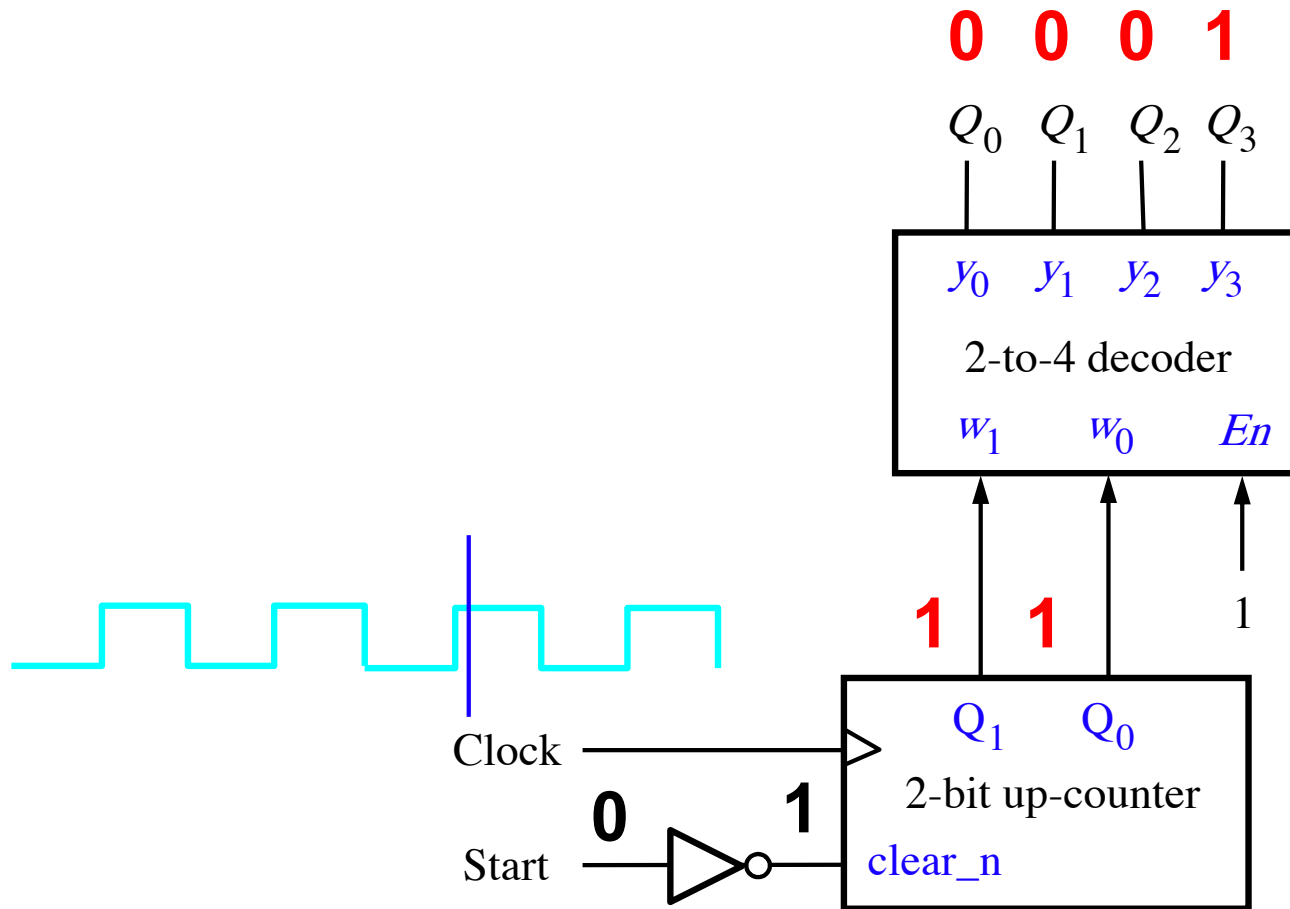 0 0 0 1
Q0 Q1 Q2 Q3
y0 y1 y2 y3
2-to-4 decoder
w1 w0 En
1 1 1
Q1 Q0
Clock
2-bit up-counter
0 1
Start
clear_n